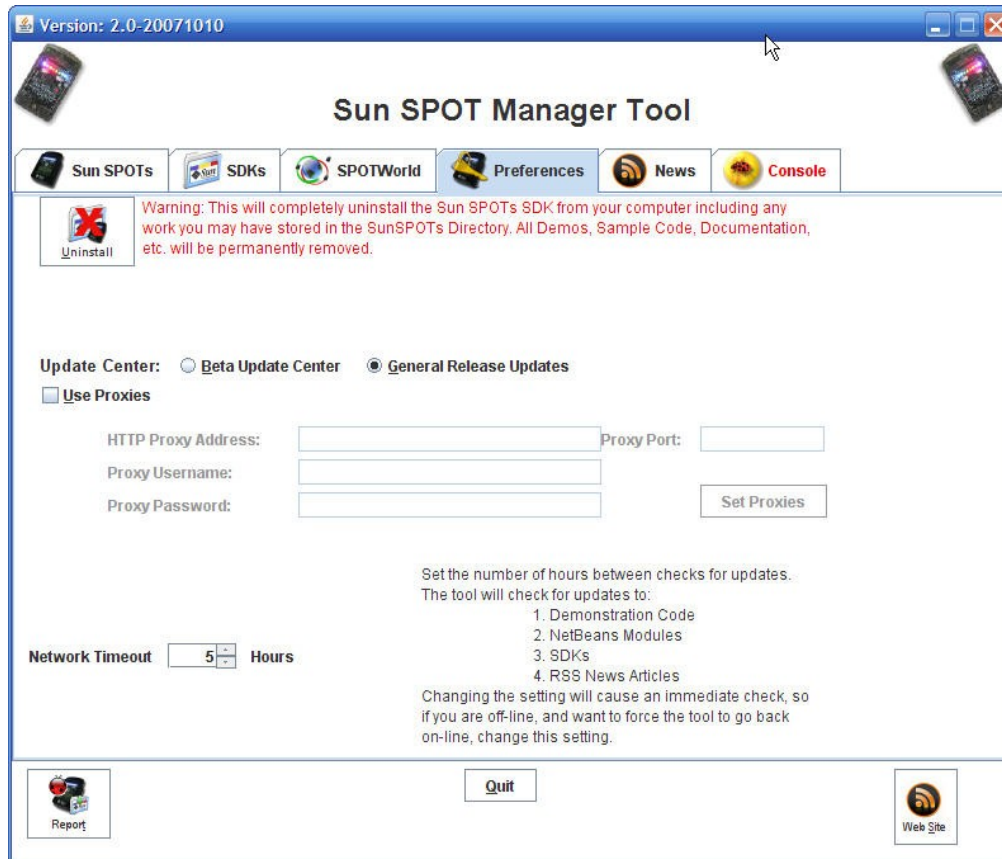 Version: 2.0-20071010
Sun SPOT Manager Tool
Sun SPOTs
SDKs
SPOTWorld
Preferences
News
Console
Uninstall
Warning: This will completely uninstall the Sun SPOTs SDK from your computer including any
work you may have stored in the SunSPOTs Directory. All Demos, Sample Code, Documentation,
etc. will be permanently removed.
Update Center: Beta Update Center General Release Updates
Use Proxies
HTTP Proxy Address: Proxy Port:
Proxy Username:
Proxy Password: Set Proxies
Network Timeout 5 Hours
Set the number of hours between checks for updates.
The tool will check for updates to:
1. Demonstration Code
2. NetBeans Modules
3. SDKs
4. RSS News Articles
Changing the setting will cause an immediate check, so
if you are off-line, and want to force the tool to go back
on-line, change this setting.
Report
Quit
Web Site